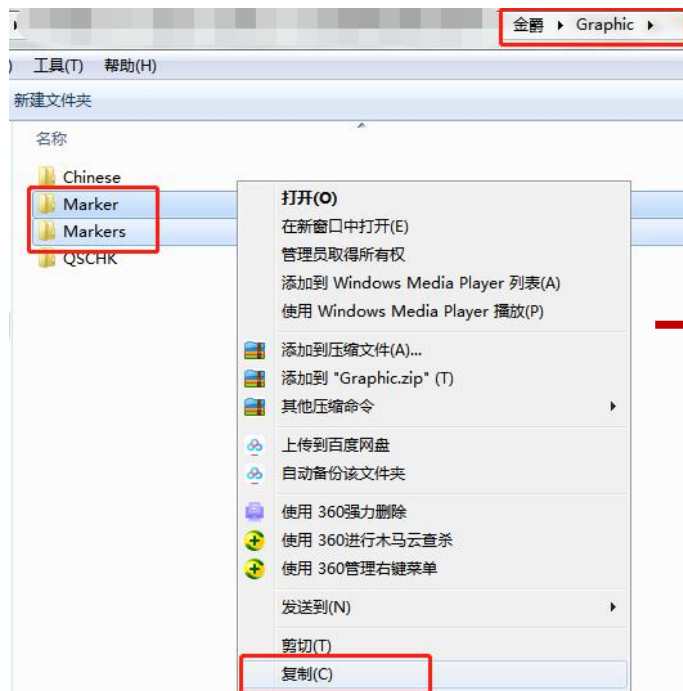 金爵 ▸ Graphic ▸
) 工具(T) 帮助(H)
新建文件夹
名称
Chinese
Marker
Markers
QSCHK
打开(O)
在新窗口中打开(E)
管理员取得所有权
添加到 Windows Media Player 列表(A)
使用 Windows Media Player 播放(P)
添加到压缩文件(A)...
添加到 "Graphic.zip" (T)
其他压缩命令
上传到百度网盘
自动备份该文件夹
使用 360强力删除
使用 360进行木马云查杀
使用 360管理右键菜单
发送到(N)
剪切(T)
复制(C)